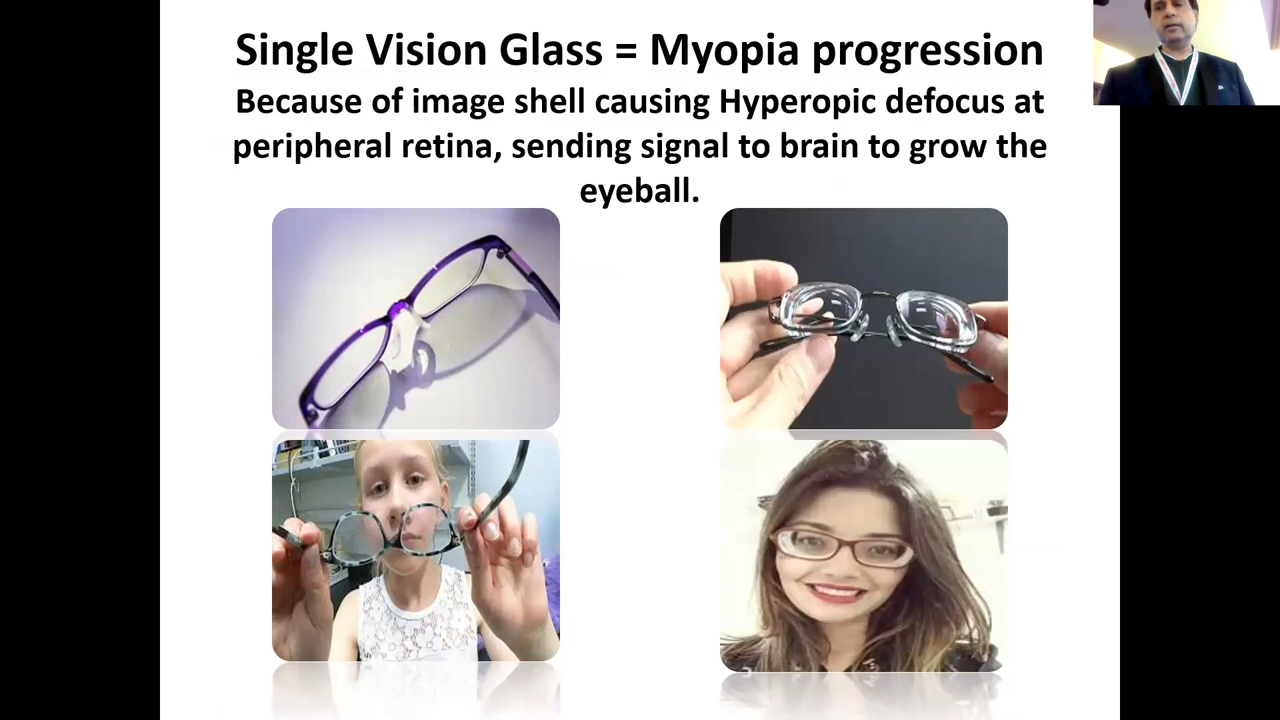 Single Vision Glass = Myopia progression
Because of image shell causing Hyperopic defocus at
peripheral retina, sending signal to brain to grow the
eyeball.